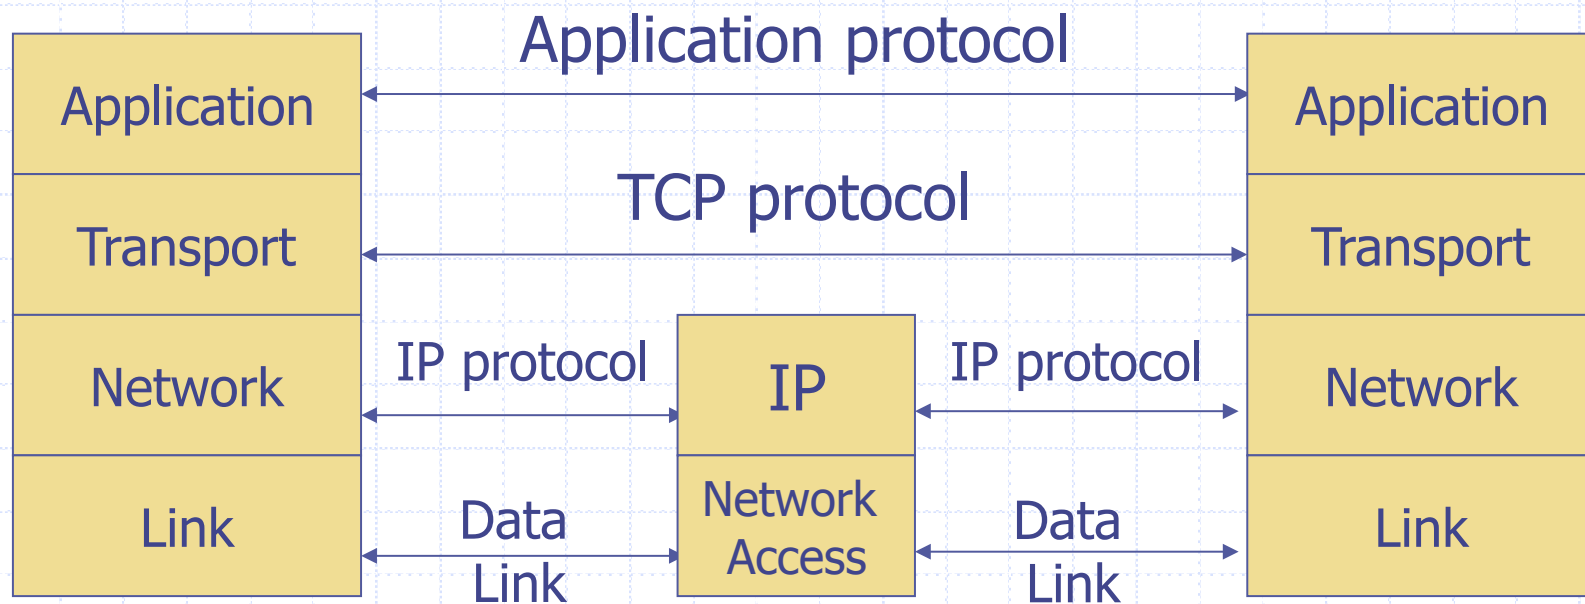 Application protocol
Application
Application
TCP protocol
Transport
Transport
IP protocol
IP
IP protocol
Network
Network
Link
Data
Link
Network
Access
Data
Link
Link